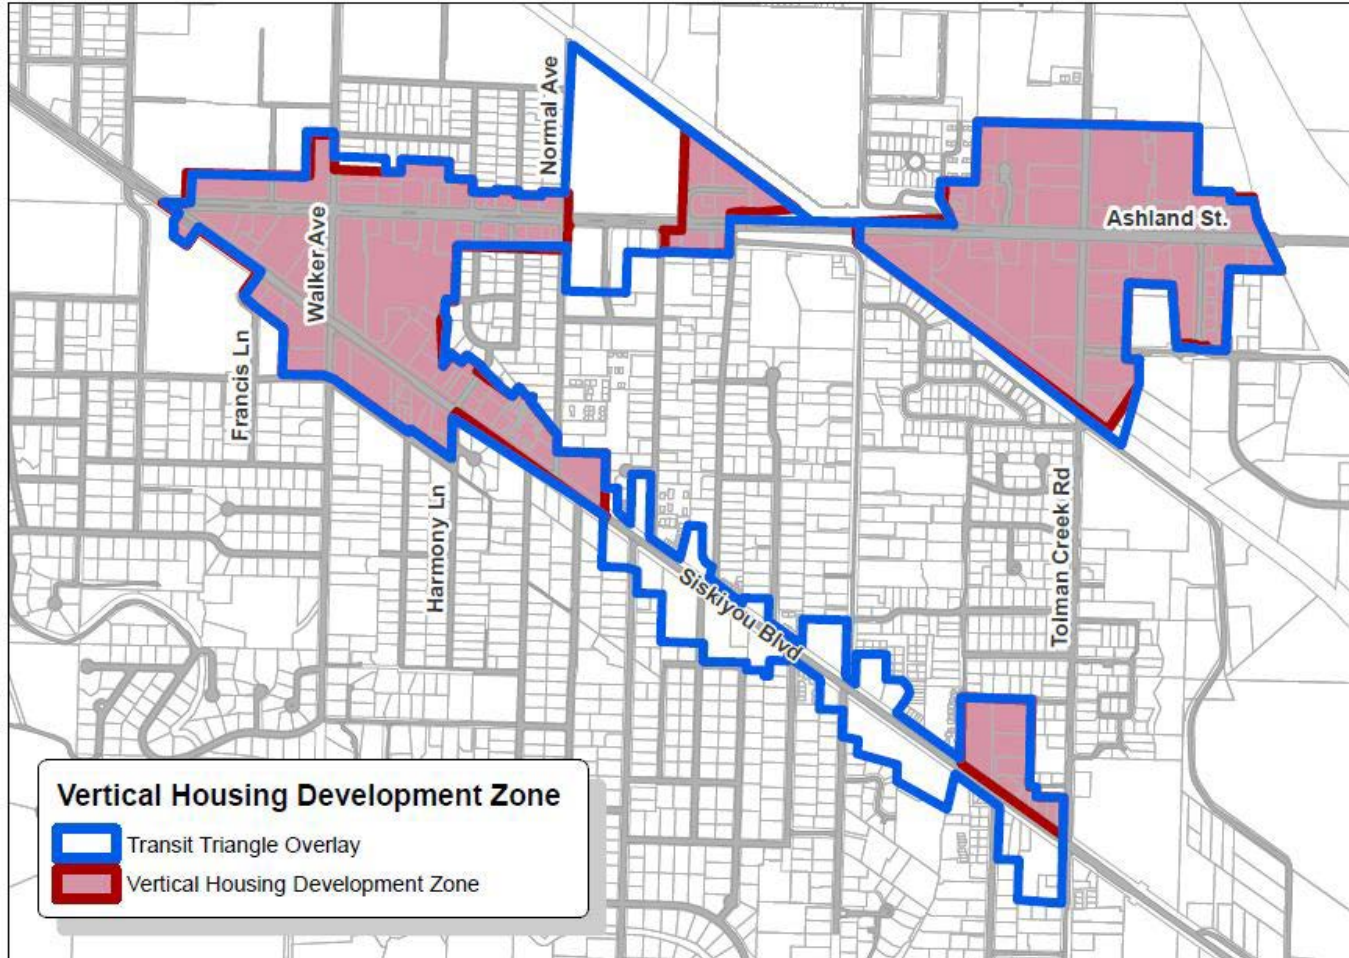 Normal Ave
Ashland St.
Walker Ave
Francis Ln
Harmony Ln
Tolman Creek Rd
Siskiyou Blvd
Vertical Housing Development Zone
Transit Triangle Overlay
Vertical Housing Development Zone